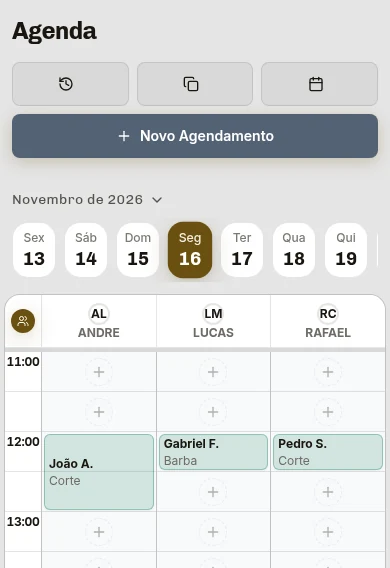 Agenda
Novo Agendamento
Novembro de 2026
Sex Sáb Dom Seg Ter Qua Qui
13 14 15 16 17 18 19
AL LM RC
ANDRE LUCAS RAFAEL
11:00
12:00
João A.
Corte
Gabriel F.
Barba
Pedro S.
Corte
13:00